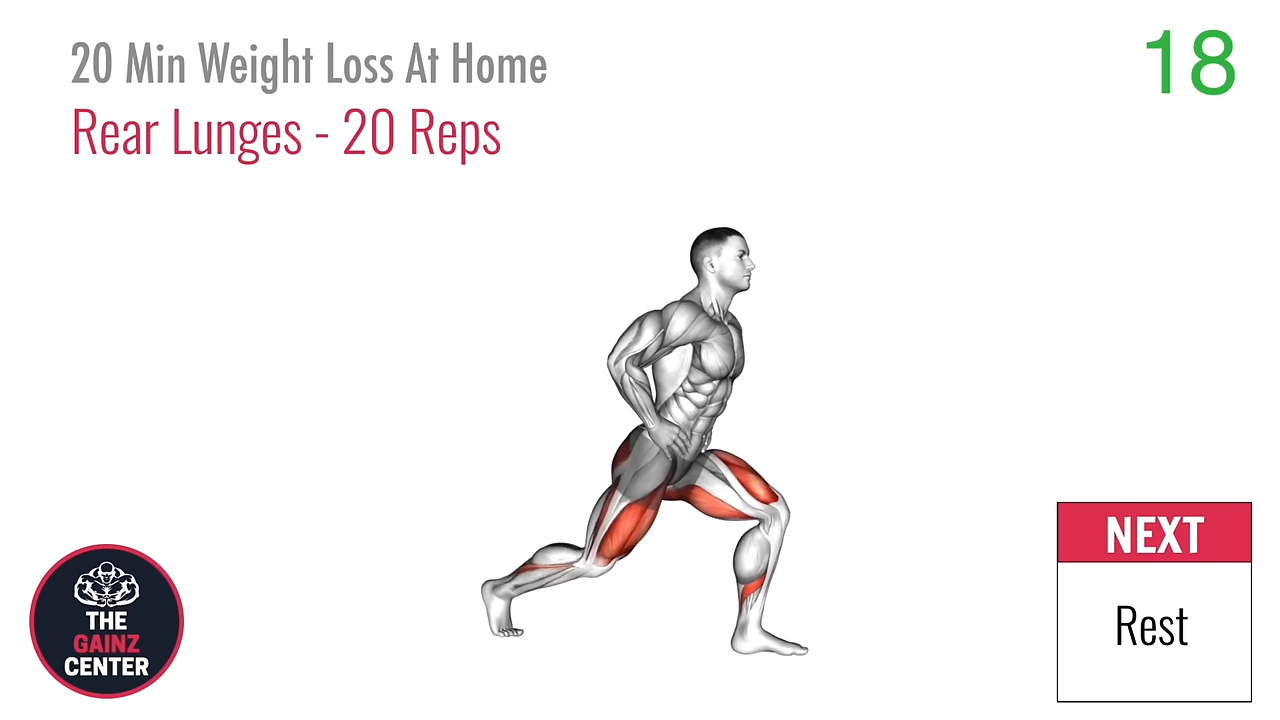 20 Min Weight Loss At Home
Rear Lunges - 20 Reps
18
NEXT
Rest
THE
GAINZ
CENTER